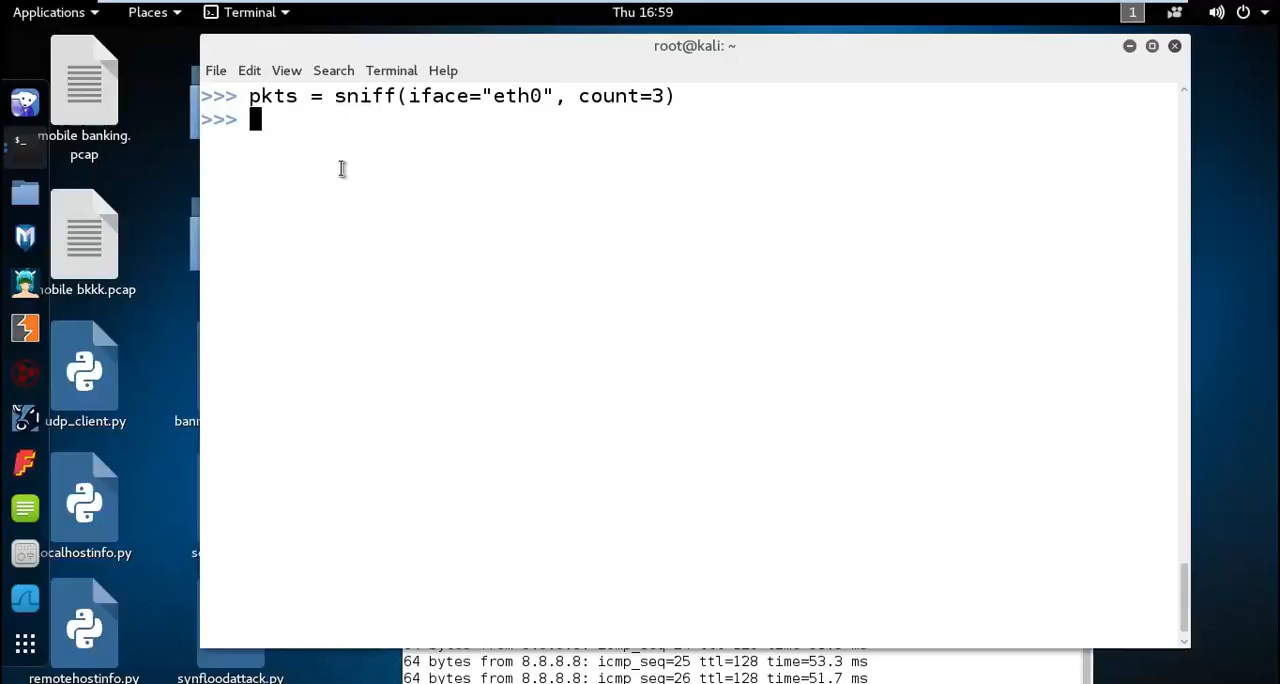 Applications Places Terminal Thu 16:59 1
root@kali: ~
File Edit View Search Terminal Help
>>> pkts = sniff(iface="eth0", count=3)
>>>
mobile banking.
pcap
obile bkkk.pcap
udp_client.py
bann
ocalhostinfo.py
remotehostinfo.py
synfloodattack.py
64 bytes from 8.8.8.8: icmp_seq=25 ttl=128 time=53.3 ms
64 bytes from 8.8.8.8: icmp_seq=26 ttl=128 time=51.7 ms